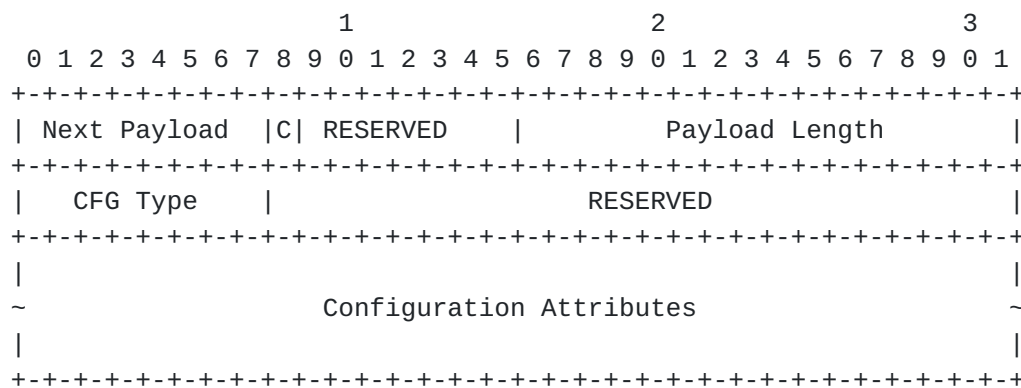 1                   2                   3
 0 1 2 3 4 5 6 7 8 9 0 1 2 3 4 5 6 7 8 9 0 1 2 3 4 5 6 7 8 9 0 1
+-+-+-+-+-+-+-+-+-+-+-+-+-+-+-+-+-+-+-+-+-+-+-+-+-+-+-+-+-+-+-+-+
| Next Payload  |C| RESERVED    |         Payload Length        |
+-+-+-+-+-+-+-+-+-+-+-+-+-+-+-+-+-+-+-+-+-+-+-+-+-+-+-+-+-+-+-+-+
|   CFG Type    |                    RESERVED                   |
+-+-+-+-+-+-+-+-+-+-+-+-+-+-+-+-+-+-+-+-+-+-+-+-+-+-+-+-+-+-+-+-+
|                                                               |
~                   Configuration Attributes                    ~
|                                                               |
+-+-+-+-+-+-+-+-+-+-+-+-+-+-+-+-+-+-+-+-+-+-+-+-+-+-+-+-+-+-+-+-+